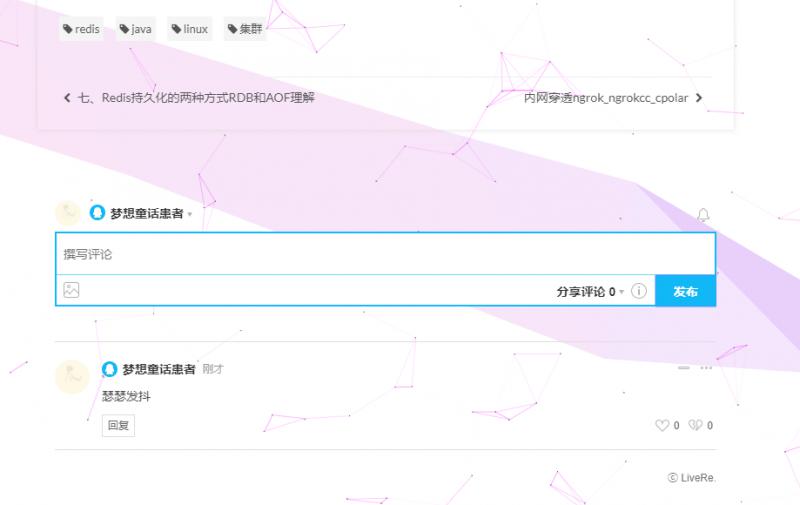 redis java linux 集群
七、Redis持久化的两种方式RDB和AOF理解 内网穿透ngrok_ngrokcc_cpolar
梦想童话患者
撰写评论
分享评论 0 发布
梦想童话患者 刚才
瑟瑟发抖
回复 0 0
ⓒ LiveRe.